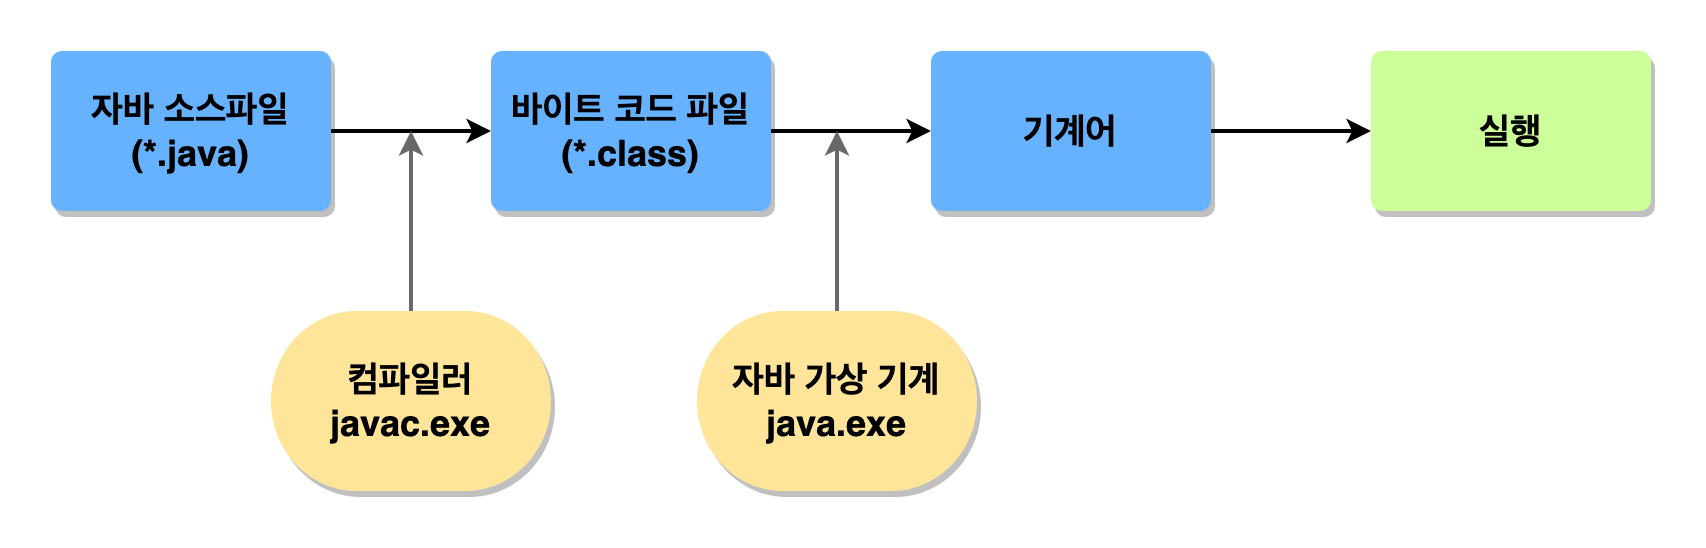 자바 소스파일
(*.java)
바이트 코드 파일
(*.class)
기계어
실행
컴파일러
javac.exe
자바 가상 기계
java.exe